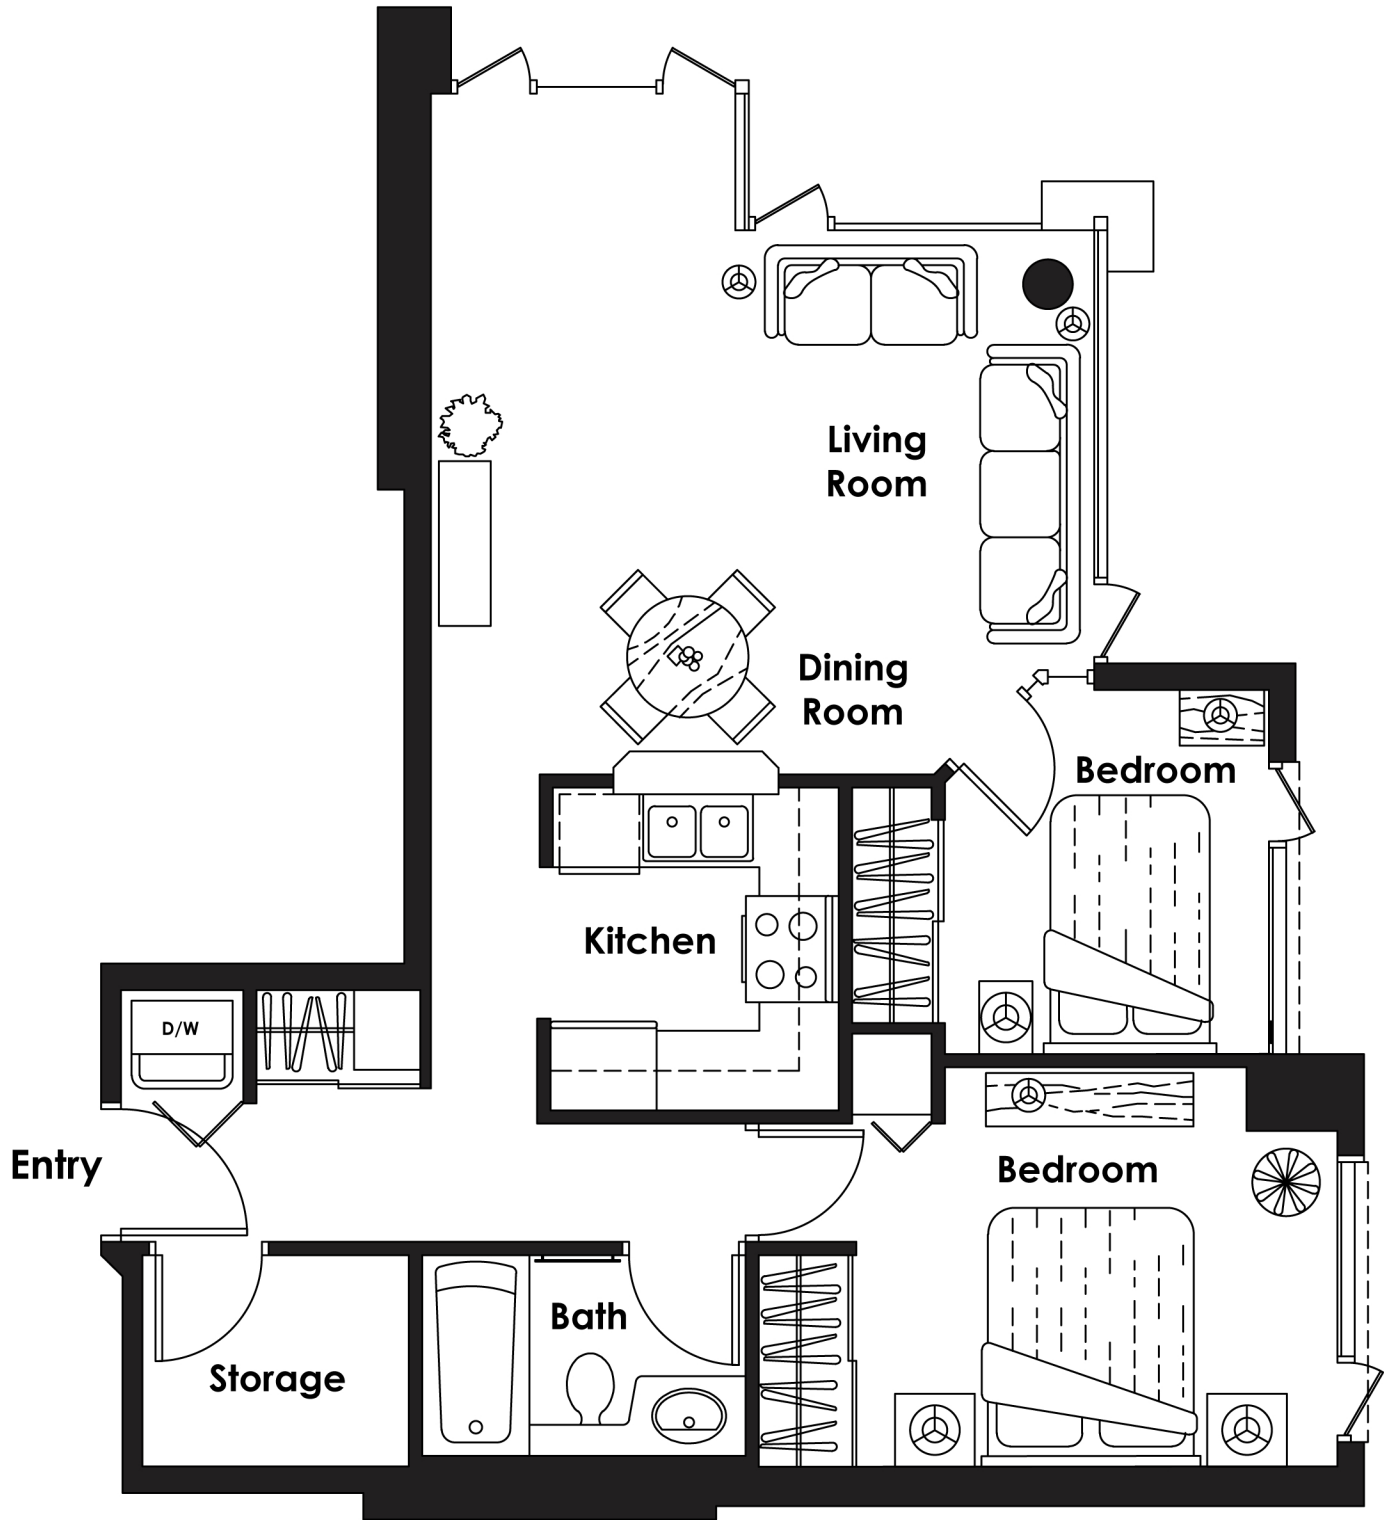 Living
Room
Dining
Room
Bedroom
Kitchen
D/W
Entry
Bedroom
Bath
Storage